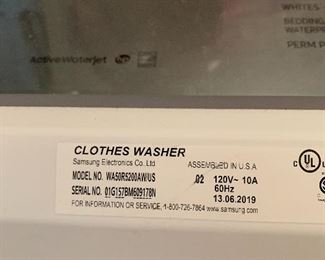 WHITES
BEDDING
WATERP
PERM P
ActiveWaterjet
CLOTHES WASHER
Samsung Electronics Co. Ltd
ASSEMBLED IN U.S.A
MODEL NO. WA50R5200AW/US
02 120V~ 10A
60Hz
SERIAL NO. 01G157BM609178N
13.06.2019
FOR INFORMATION OR SERVICE, 1-800-726-7864 www.samsung.com
UL